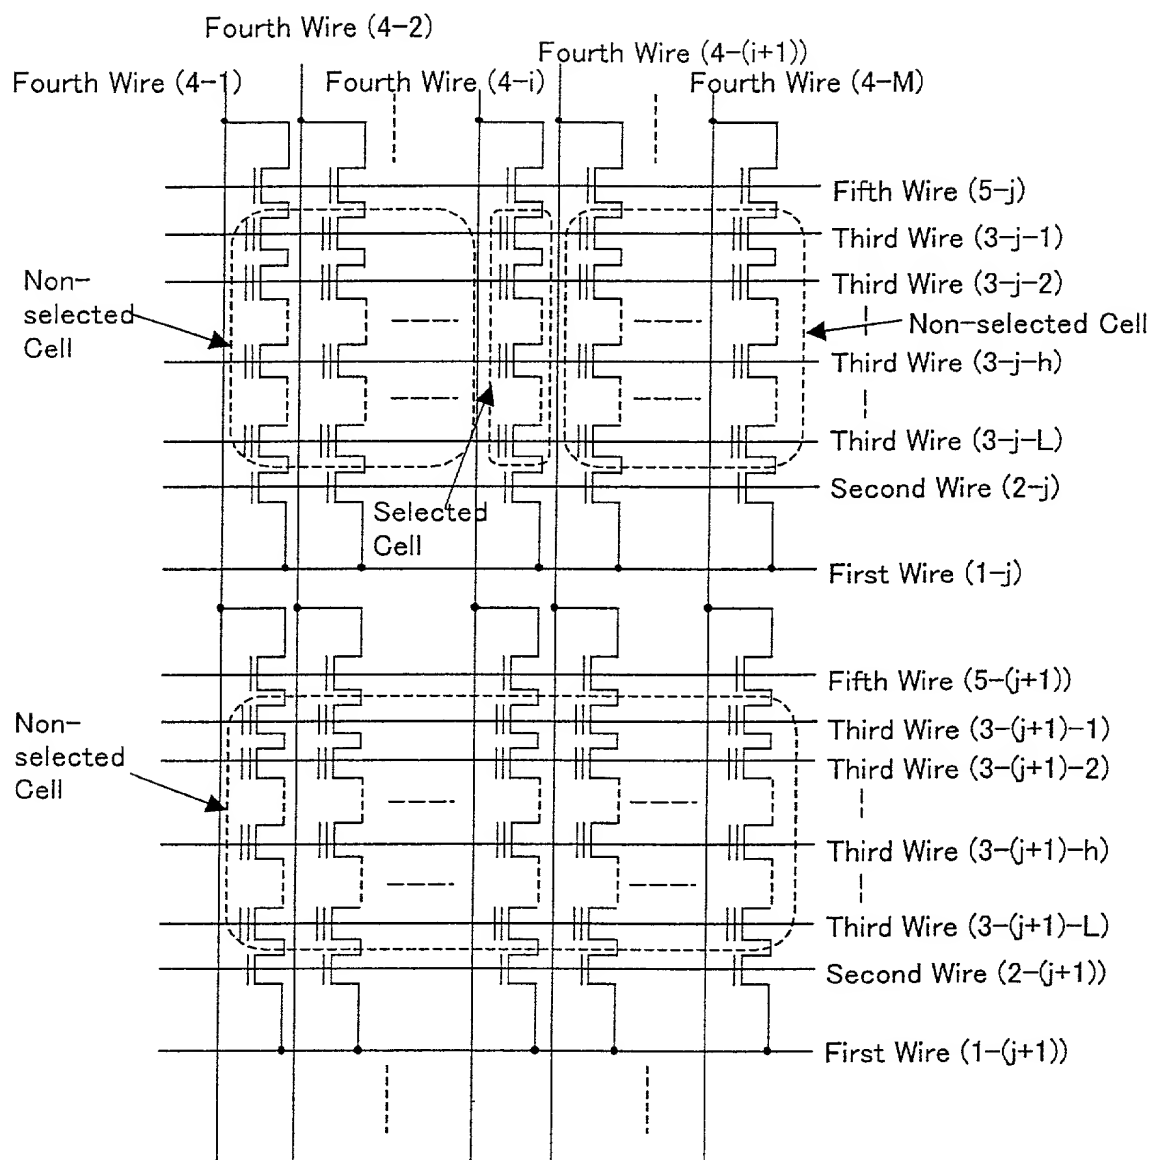 Fourth Wire (4-2)
Fourth Wire (4-(i+1))
Fourth Wire (4-1)
Fourth Wire (4-i)
Fourth Wire (4-M)
Fifth Wire (5-j)
Third Wire (3-j-1)
Non-
selected
Cell
Third Wire (3-j-2)
Non-selected Cell
Third Wire (3-j-h)
Third Wire (3-j-L)
Second Wire (2-j)
Selected
Cell
First Wire (1-j)
Fifth Wire (5-(j+1))
Non-
selected
Cell
Third Wire (3-(j+1)-1)
Third Wire (3-(j+1)-2)
Third Wire (3-(j+1)-h)
Third Wire (3-(j+1)-L)
Second Wire (2-(j+1))
First Wire (1-(j+1))